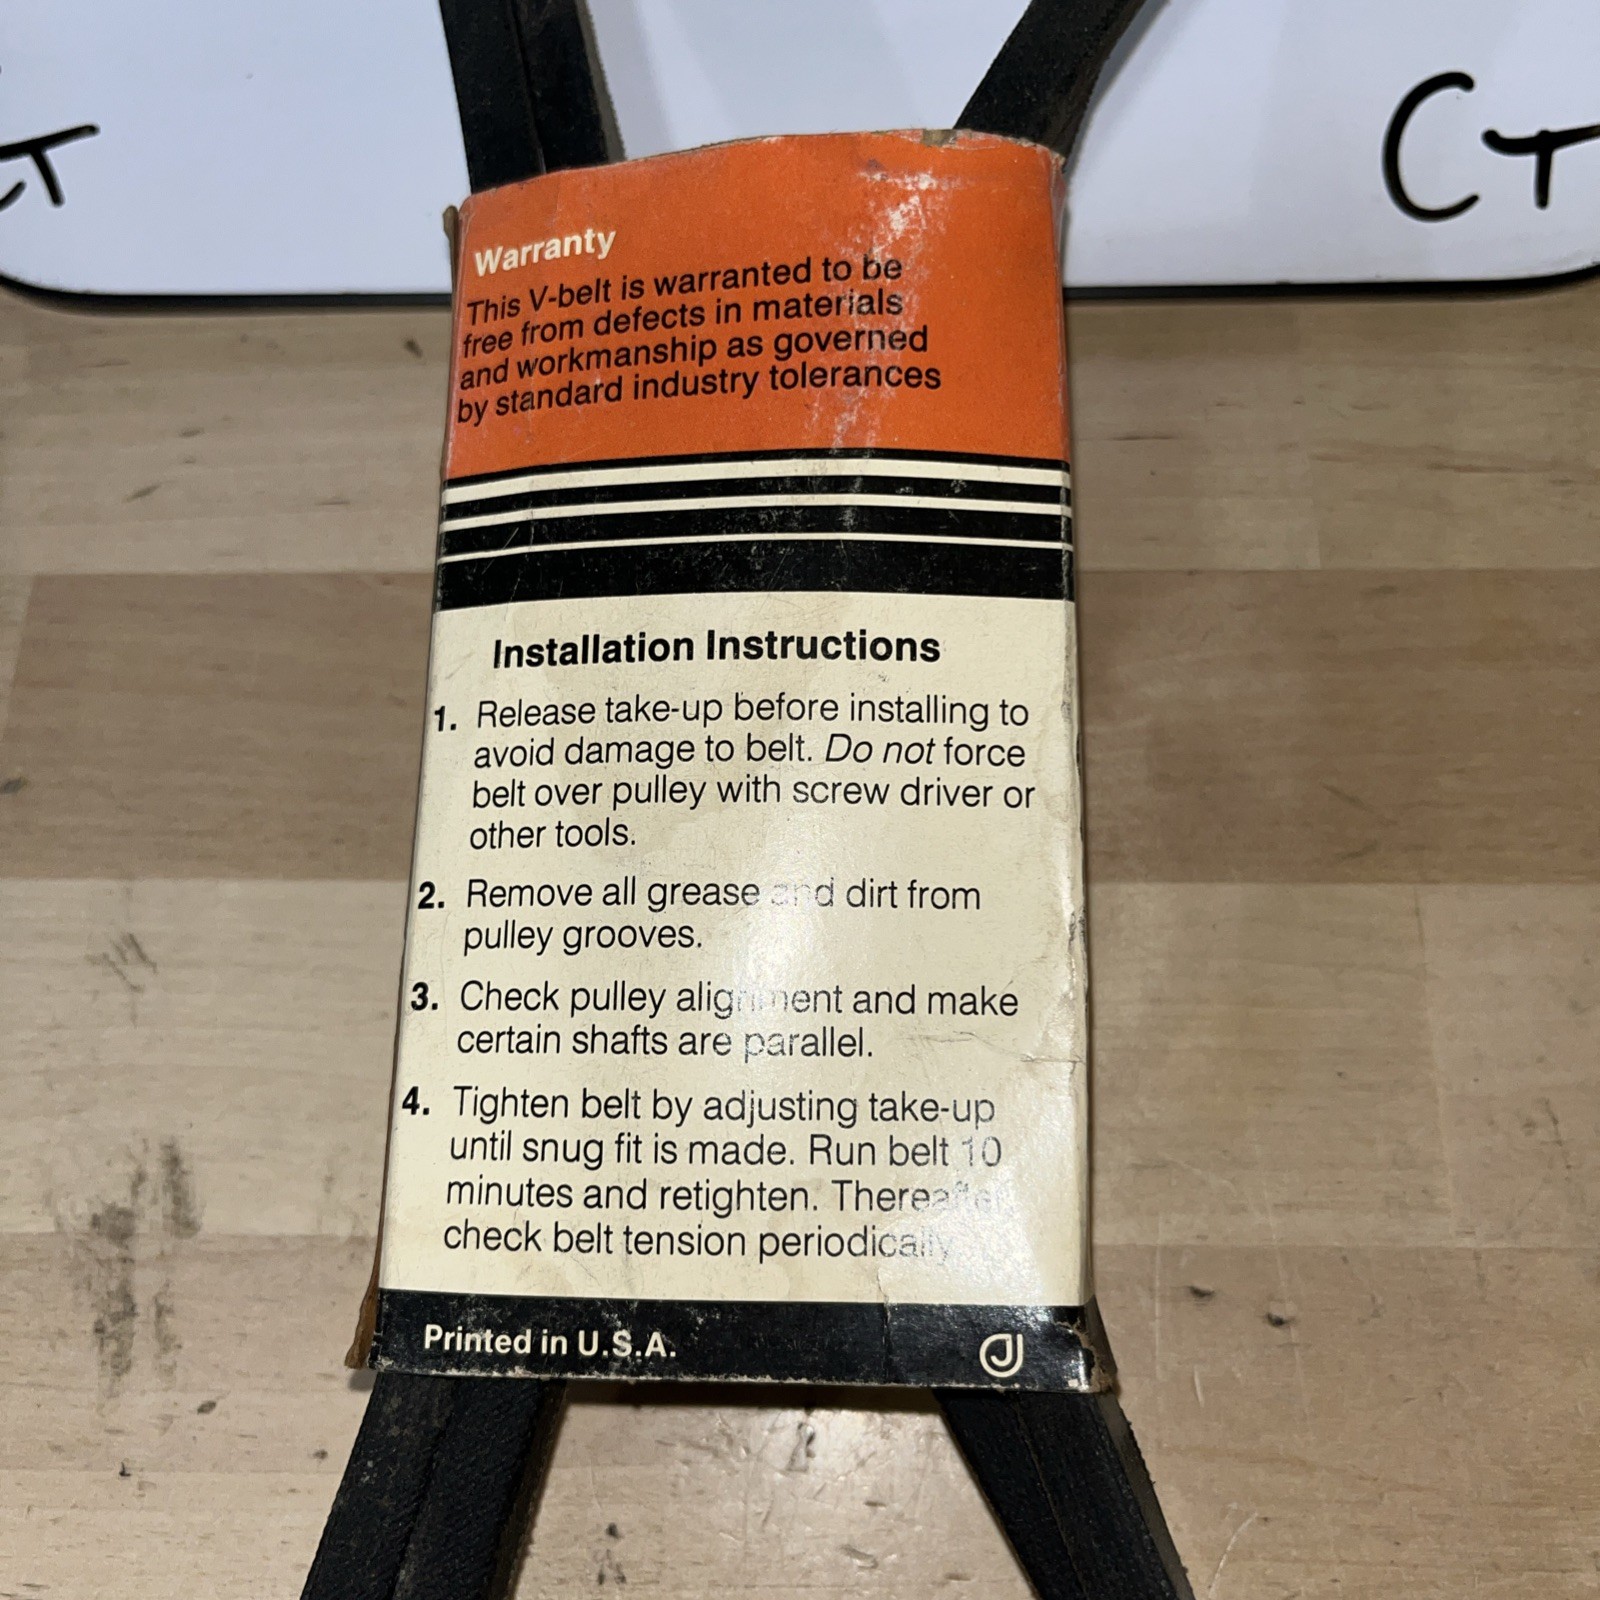 CT
CT
Warranty
This V-belt is warranted to be
free from defects in materials
and workmanship as governed
by standard industry tolerances
Installation Instructions
1. Release take-up before installing to
avoid damage to belt. Do not force
belt over pulley with screw driver or
other tools.
2. Remove all grease and dirt from
pulley grooves.
3. Check pulley alignment and make
certain shafts are parallel.
4. Tighten belt by adjusting take-up
until snug fit is made. Run belt 10
minutes and retighten. Thereafter
check belt tension periodically
Printed in U.S.A.